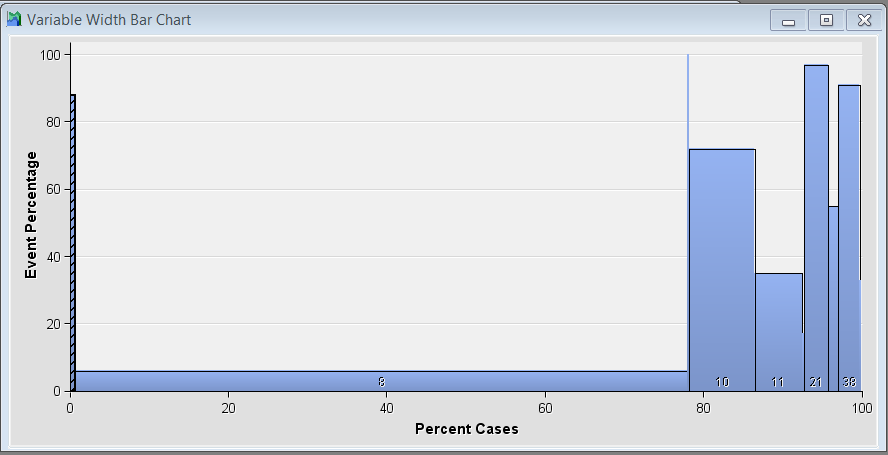 Variable Width Bar Chart
100
80
60
40
20
0
Event Percentage
8
10
11
21
38
0 20 40 60 80 100
Percent Cases